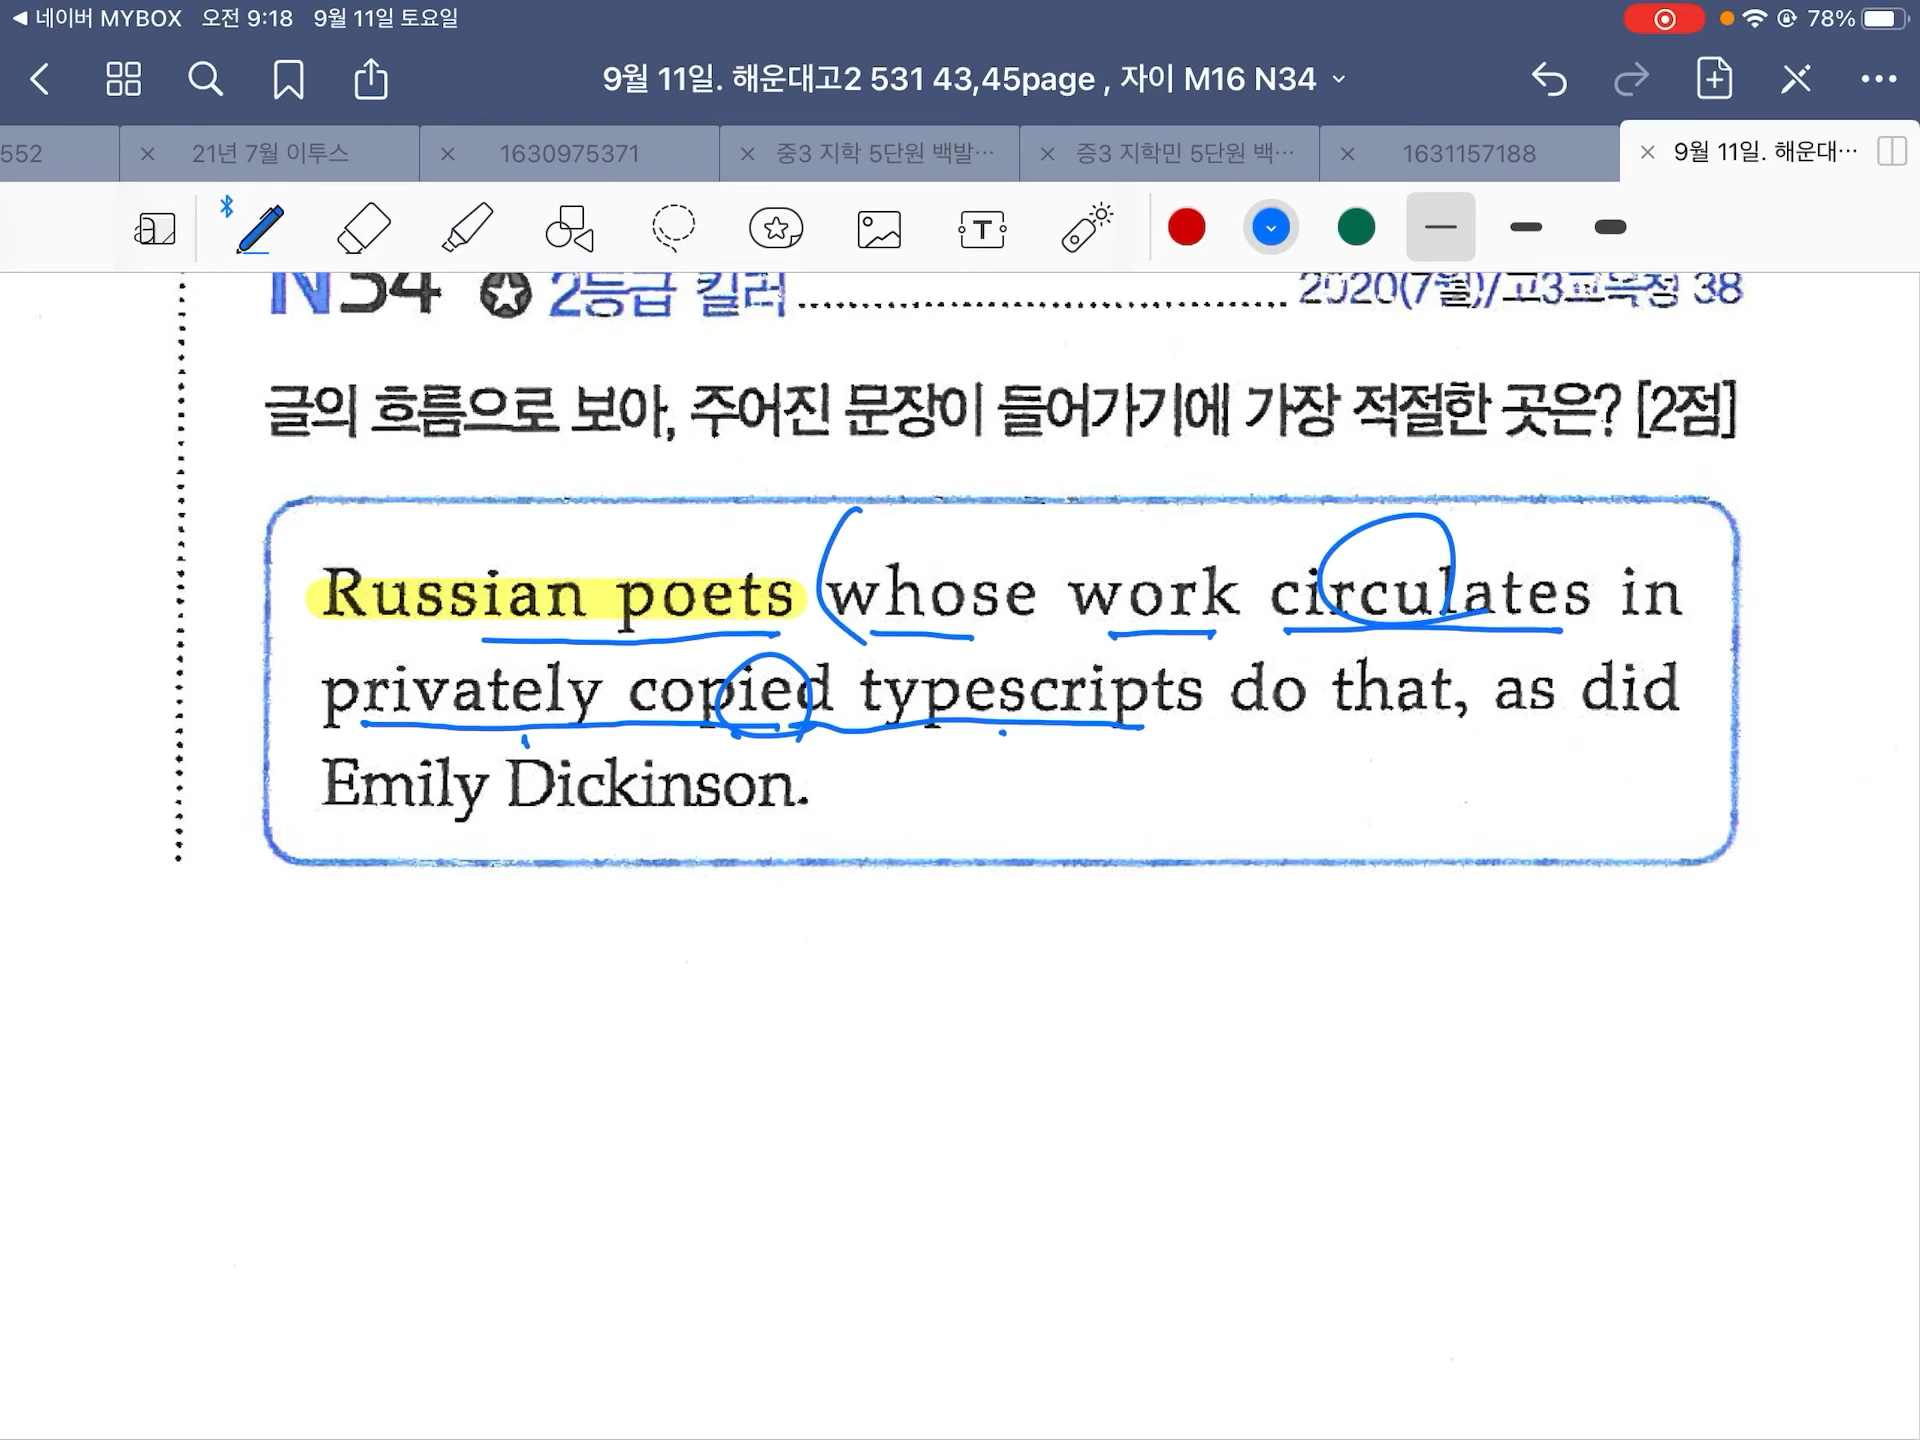 ◀ 네이버 MYBOX 오전 9:18 9월 11일 토요일
78%
9월 11일. 해운대고2 531 43,45page , 자이 M16 N34
552
21년 7월 이투스
1630975371
중3 지학 5단원 백발…
증3 지학민 5단원 백…
1631157188
9월 11일. 해운대…
N34 2등급 킬러 2020(7월)/고3교육청 38
글의 흐름으로 보아, 주어진 문장이 들어가기에 가장 적절한 곳은? [2점]
Russian poets whose work circulates in
privately copied typescripts do that, as did
Emily Dickinson.